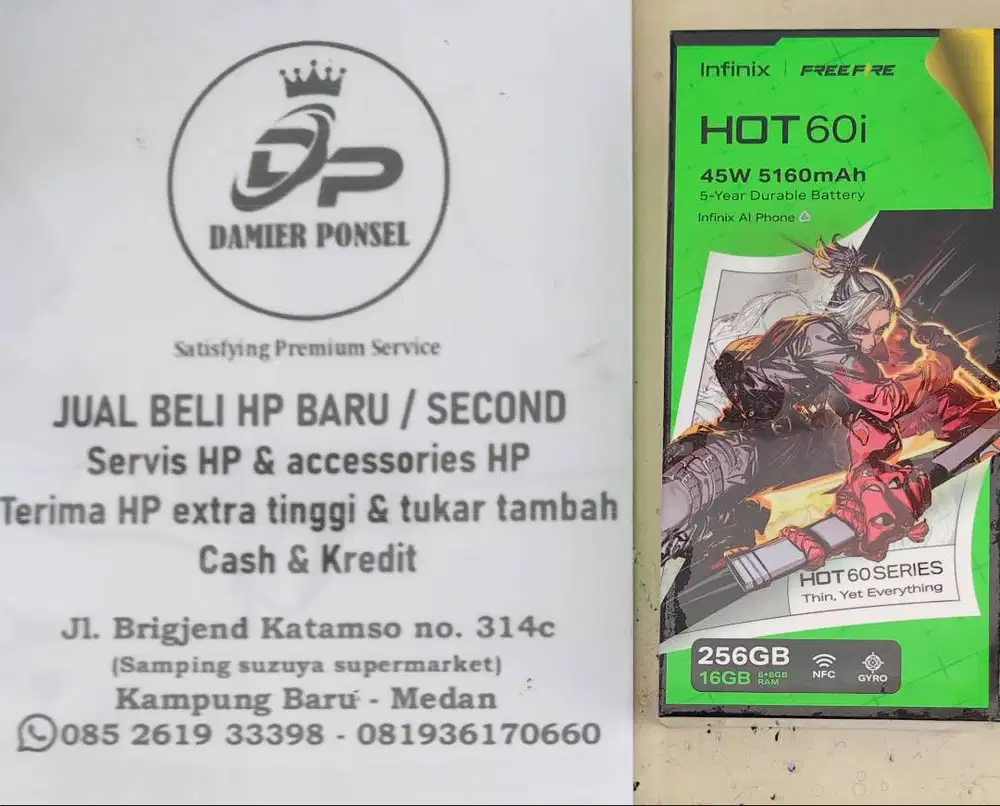 DP
DAMIER PONSEL
Satisfying Premium Service
JUAL BELI HP BARU / SECOND
Servis HP & accessories HP
Terima HP extra tinggi & tukar tambah
Cash & Kredit
Jl. Brigjend Katamso no. 314c
(Samping suzuya supermarket)
Kampung Baru - Medan
085 2619 33398 - 081936170660
Infinix | FREE FIRE
HOT 60i
45W 5160mAh
5-Year Durable Battery
Infinix AI Phone
HOT 60 SERIES
Thin, Yet Everything
256GB
16GB 8+8GB RAM
NFC
GYRO